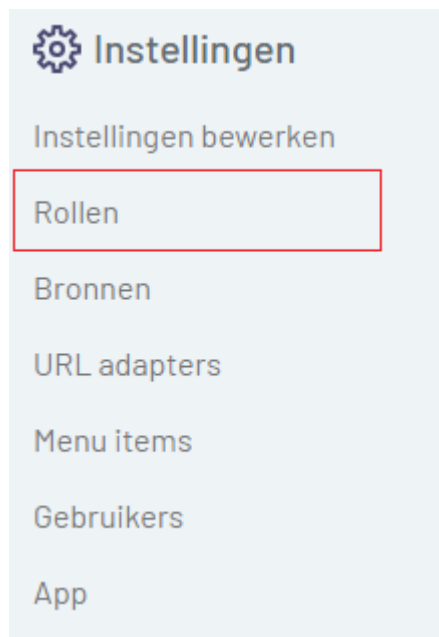 Instellingen
Instellingen bewerken
Rollen
Bronnen
URL adapters
Menu items
Gebruikers
App